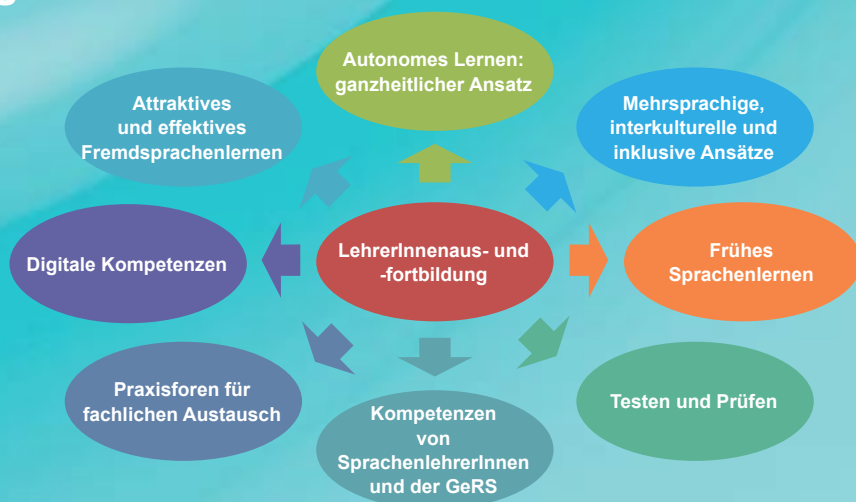 Autonomes Lernen:
ganzheitlicher Ansatz
Attraktives
und effektives
Fremdsprachenlernen
Mehrsprachige,
interkulturelle und
inklusive Ansätze
Digitale Kompetenzen
LehrerInnenaus- und
-fortbildung
Frühes
Sprachenlernen
Praxisforen für
fachlichen Austausch
Kompetenzen
von
SprachenlehrerInnen
und der GeRS
Testen und Prüfen